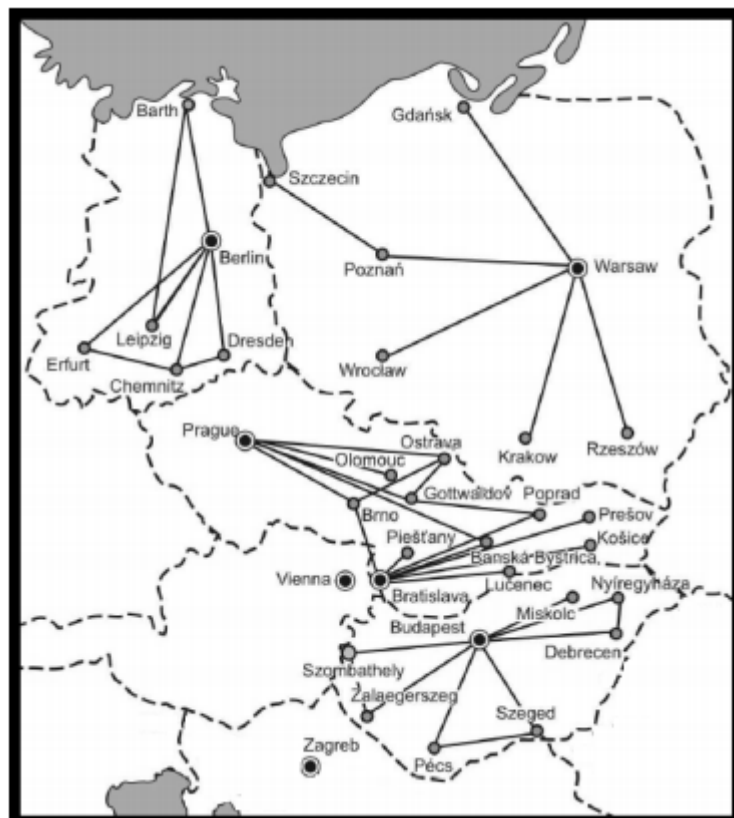 Barth
Gdańsk
Szczecin
Berlin
Poznań
Warsaw
Leipzig
Dresden
Erfurt
Chemnitz
Wrocław
Prague
Ostrava
Krakow
Rzeszów
Olomouc
Gottwaldov
Poprad
Brno
Prešov
Piešťany
Košice
Banská Bystrica
Vienna
Bratislava
Lučenec
Nyíregyháza
Miskolc
Budapest
Debrecen
Szombathely
Zalaegerszeg
Szeged
Zagreb
Pécs